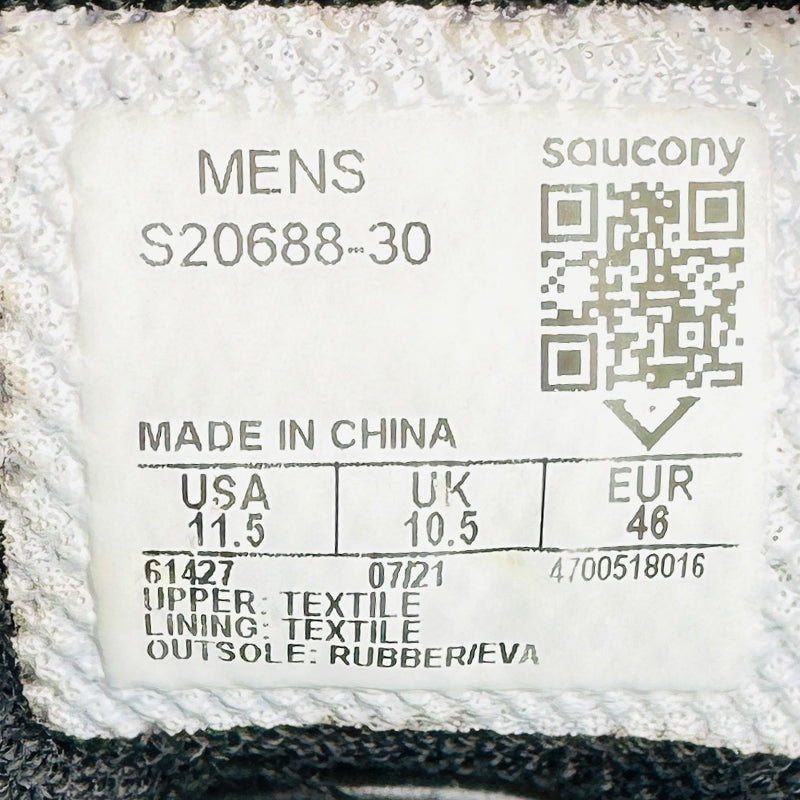 MENS
S20688-30
saucony
MADE IN CHINA
USA UK EUR
11.5 10.5 46
61427 07/21 4700518016
UPPER: TEXTILE
LINING: TEXTILE
OUTSOLE: RUBBER/EVA